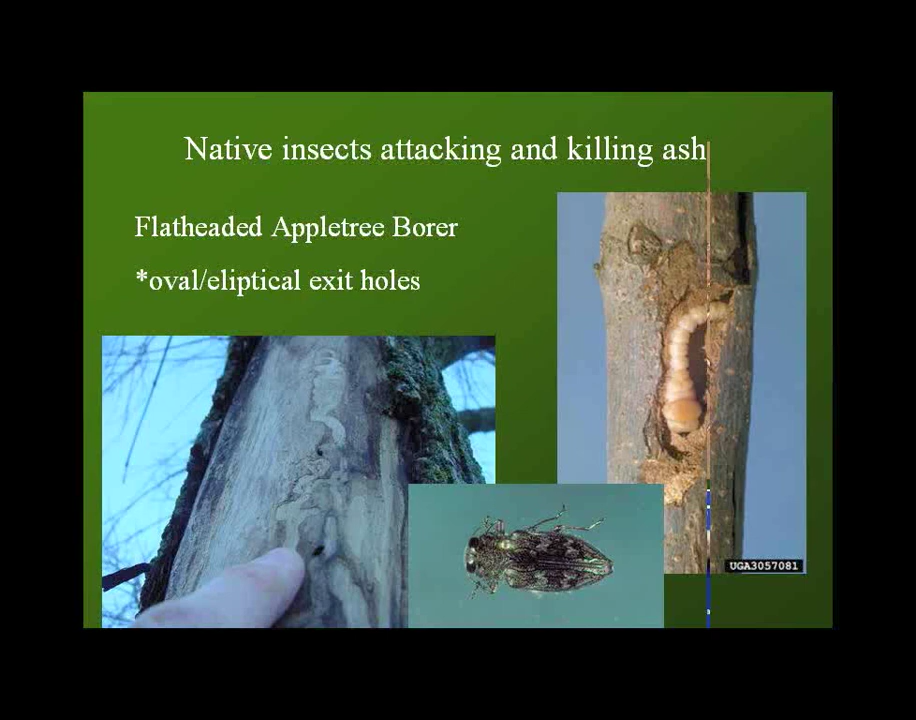 Native insects attacking and killing ash
Flatheaded Appletree Borer
*oval/eliptical exit holes
UGA3057081